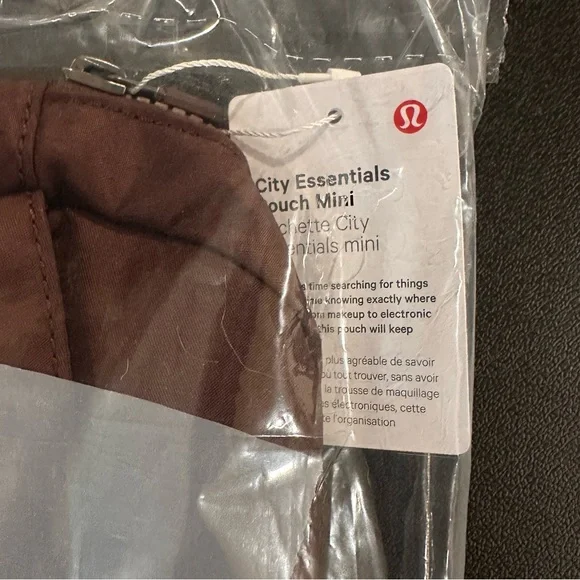 City Essentials
ouch Mini
chette City
entials mini
time searching for things
knowing exactly where
makeup to electronic
this pouch will keep
plus agréable de savoir
où tout trouver, sans avoir
la trousse de maquillage
es électroniques, cette
l'organisation